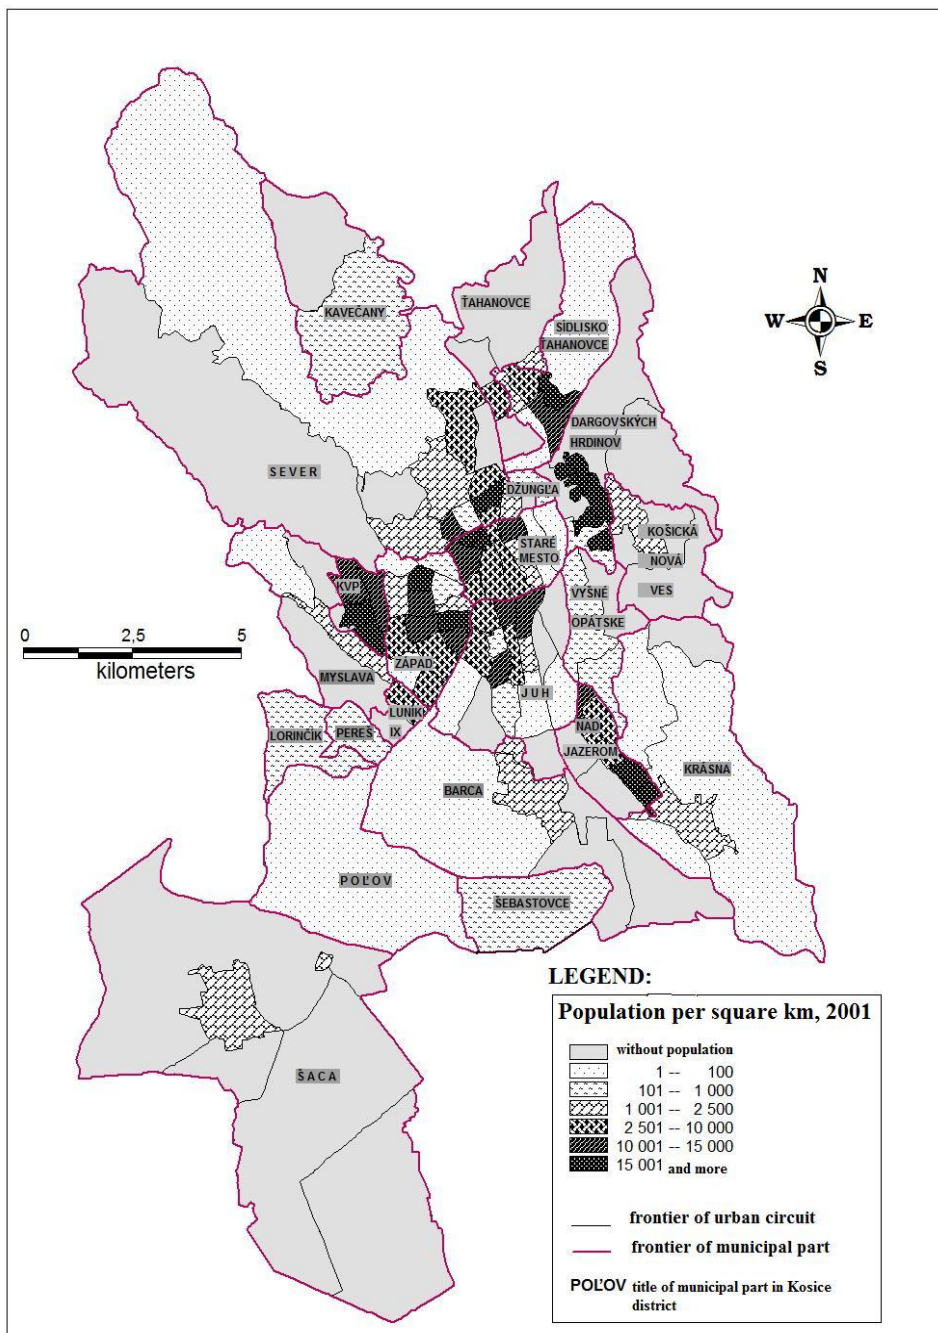 KAVEČANY
ŤAHANOVCE
SÍDLISKO
ŤAHANOVCE
N
W E
S
DARGOVSKÝCH
HRDINOV
SEVER
DŽUNGĽA
STARÉ
MESTO
KOŠICKÁ
NOVÁ
VES
KVP
VYŠNÉ
OPÁTSKE
0 2,5 5
kilometers
ZÁPAD
MYSLAVA
JUH
LUNIK
IX
LORINČÍK
PEREŠ
NAD
JAZEROM
KRÁSNA
BARCA
POĽOV
ŠEBASTOVCE
ŠACA
LEGEND:
Population per square km, 2001
without population
1 -- 100
101 -- 1 000
1 001 -- 2 500
2 501 -- 10 000
10 001 -- 15 000
15 001 and more
frontier of urban circuit
frontier of municipal part
POĽOV title of municipal part in Kosice
district